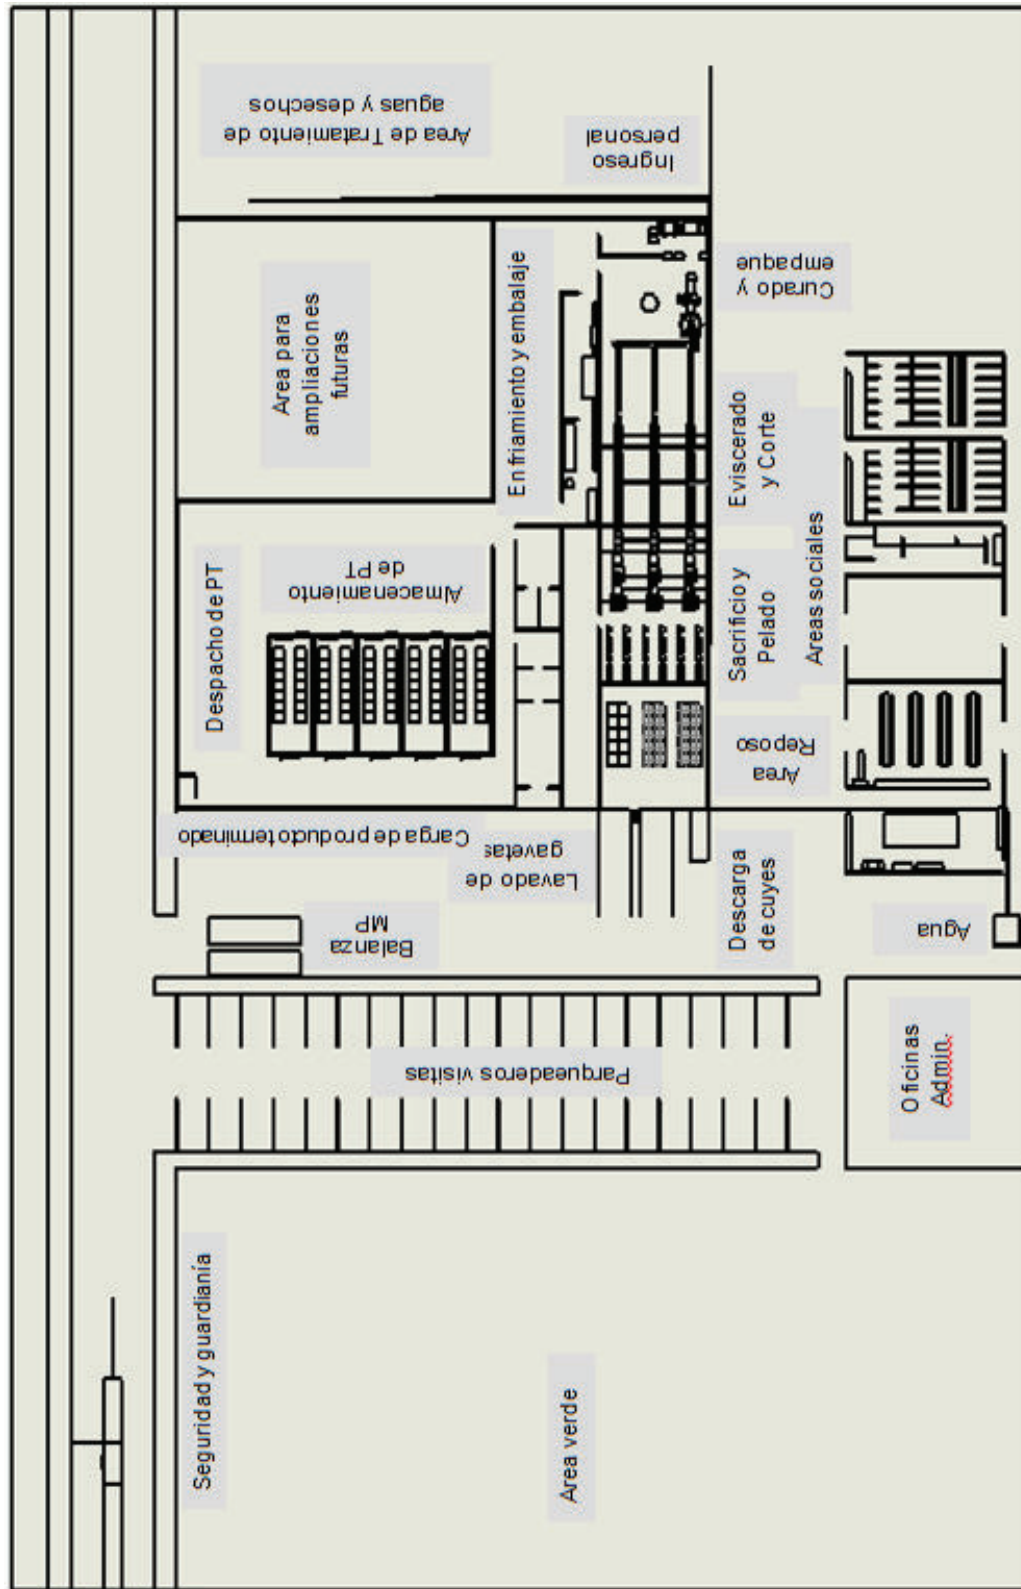 Area de Tratamiento de
aguas y desechos
Ingreso
personal
Area para
ampliaciones
futuras
Enfriamiento y embalaje
Curado y
empaque
Despacho de PT
Almacenamiento
de PT
Eviscerado
y Corte
Sacrificio y
Pelado
Areas sociales
Area
Reposo
Carga de producto terminado
Lavado de
gavetas
Balanza
MP
Descarga
de cuyes
Agua
Parqueaderos visitas
Oficinas
Admin.
Seguridad y guardianía
Area verde